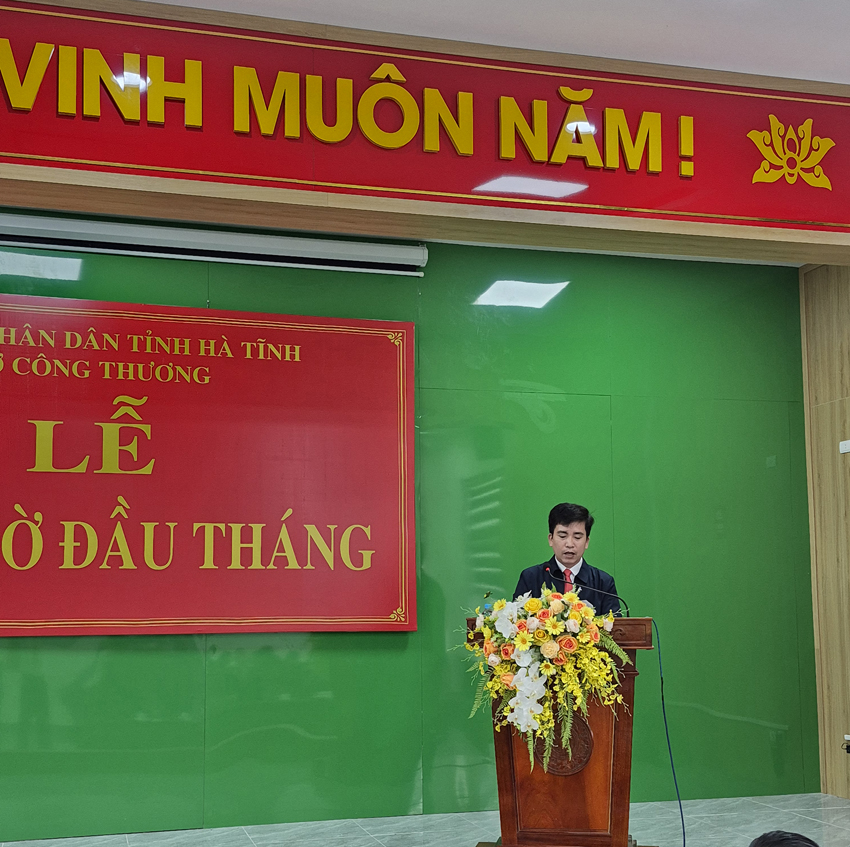 VINH MUÔN NĂM!
HÂN DÂN TỈNH HÀ TĨNH
CÔNG THƯƠNG
LỄ
Ờ ĐẦU THÁNG